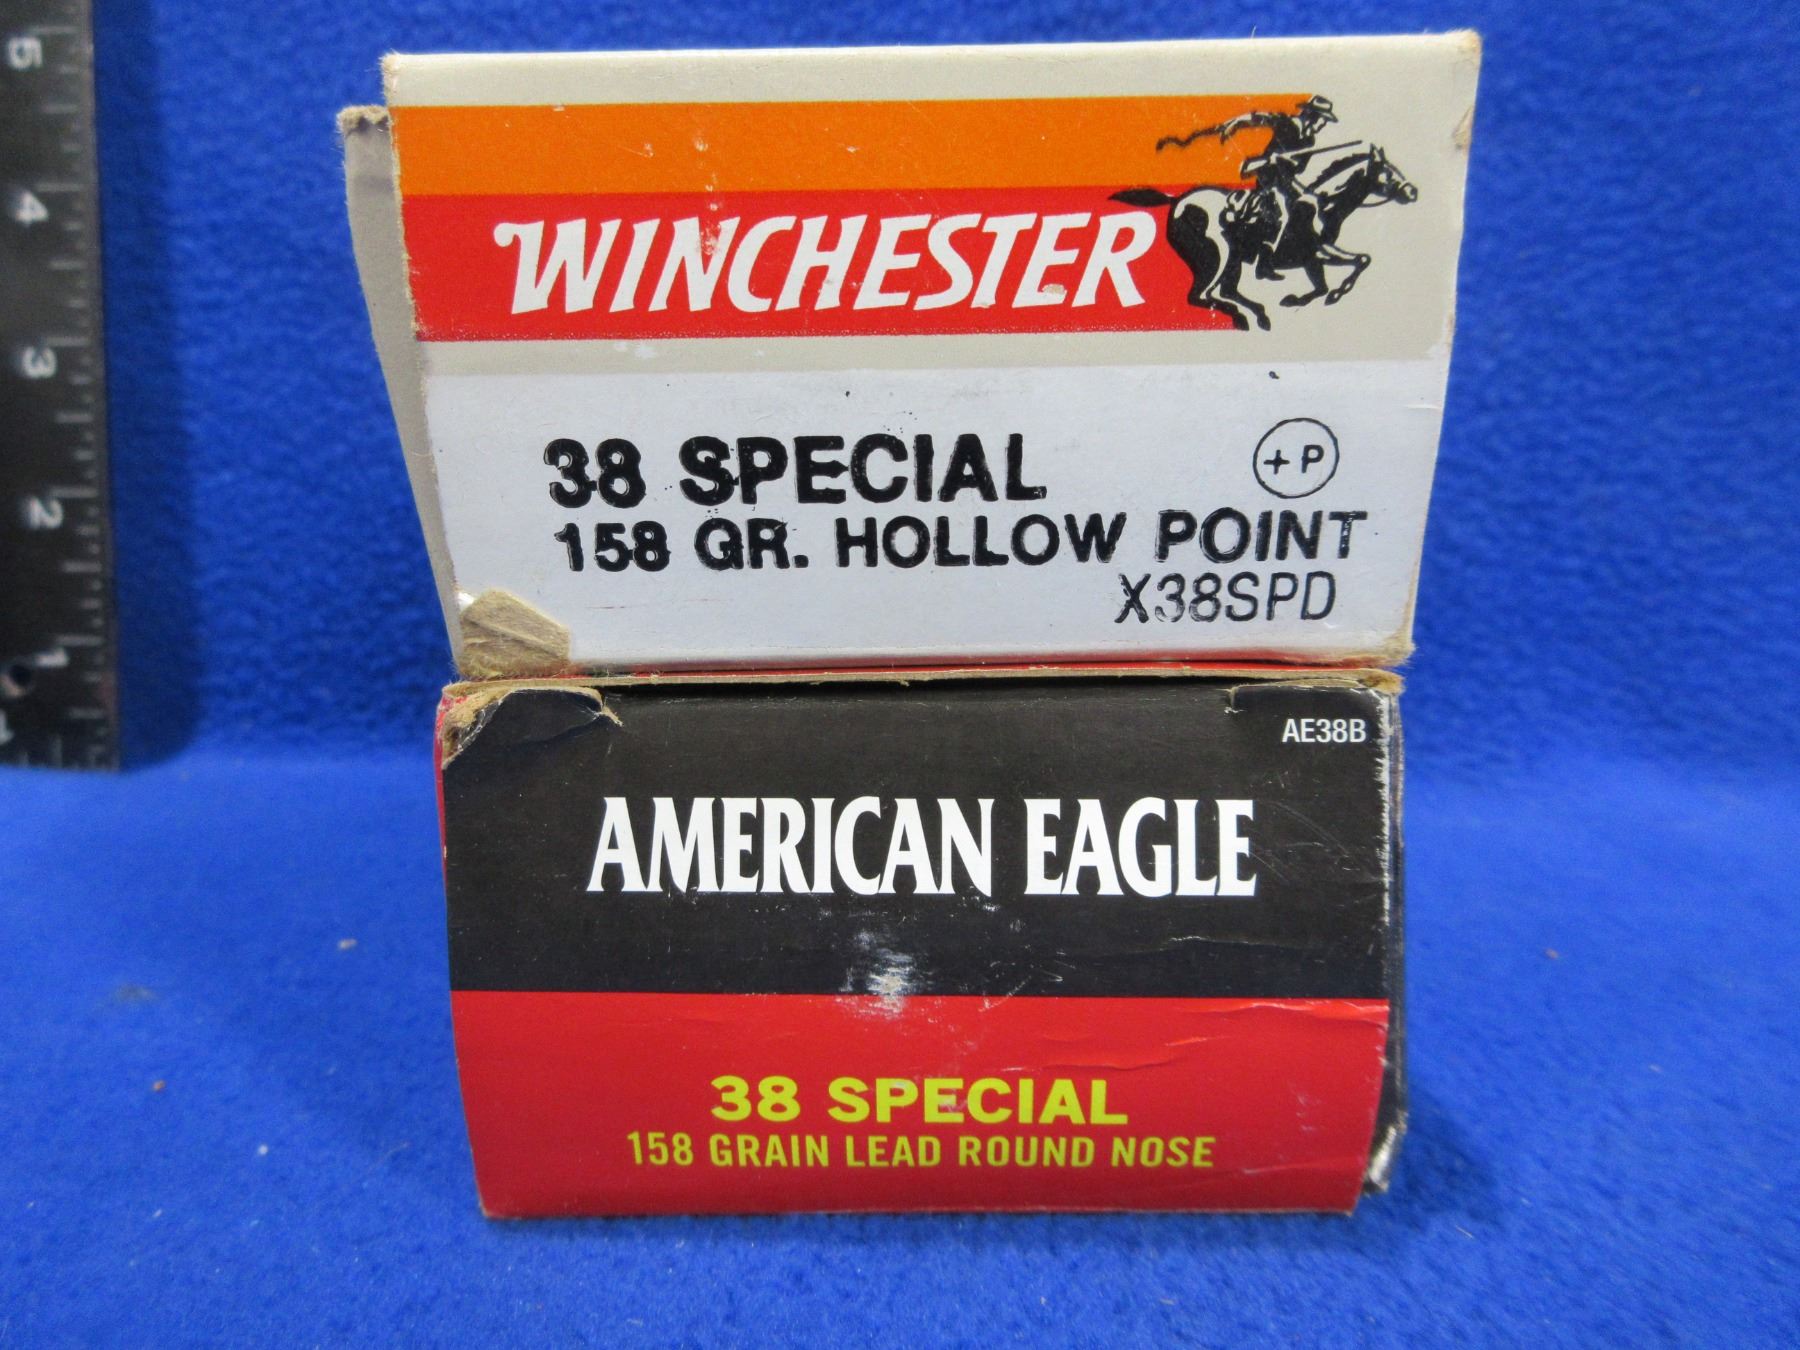 5
4
3
2
1
WINCHESTER
38 SPECIAL +P
158 GR. HOLLOW POINT
X38SPD
AE38B
AMERICAN EAGLE
38 SPECIAL
158 GRAIN LEAD ROUND NOSE